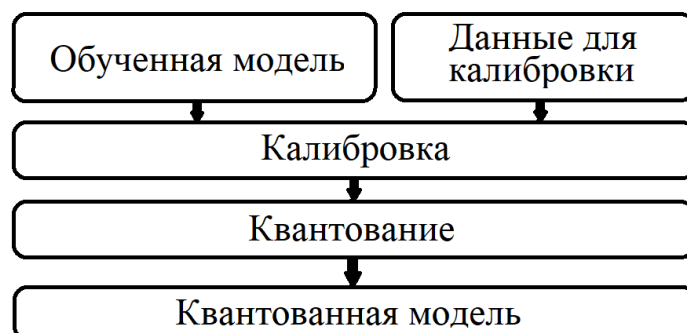 Обученная модель
Данные для
калибровки
Калибровка
Квантование
Квантованная модель